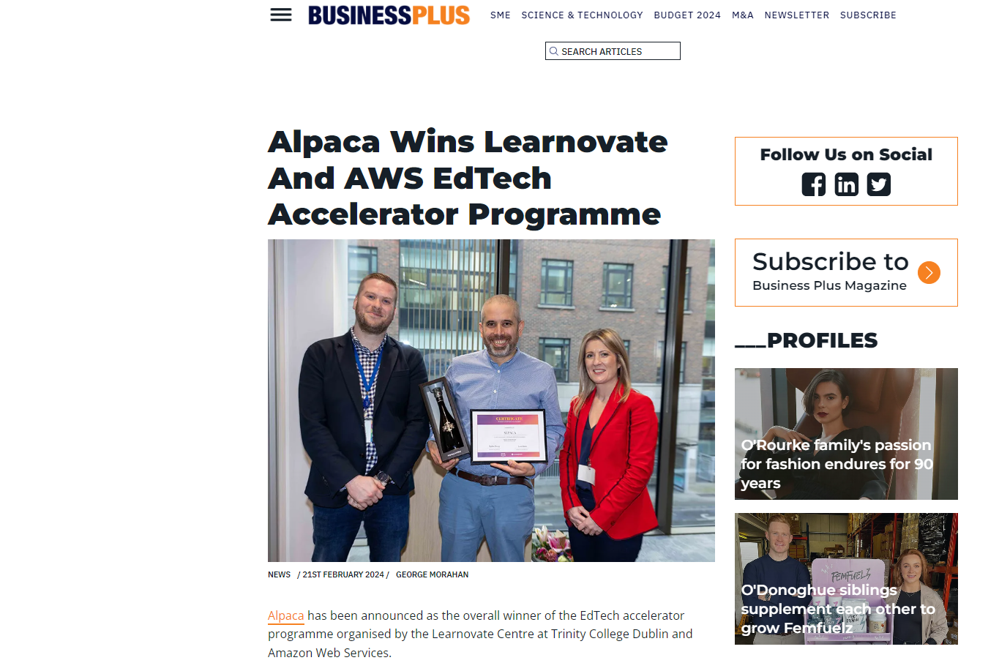 BUSINESSPLUS
SME SCIENCE & TECHNOLOGY BUDGET 2024 M&A NEWSLETTER SUBSCRIBE
SEARCH ARTICLES
Alpaca Wins Learnovate
And AWS EdTech
Accelerator Programme
CERTIFICATE
ALPACA
NEWS / 21ST FEBRUARY 2024 / GEORGE MORAHAN
Alpaca has been announced as the overall winner of the EdTech accelerator
programme organised by the Learnovate Centre at Trinity College Dublin and
Amazon Web Services.
Follow Us on Social
Subscribe to
Business Plus Magazine
___PROFILES
O'Rourke family's passion
for fashion endures for 90
years
FEMFUELZ
O'Donoghue siblings
supplement each other to
grow Femfuelz